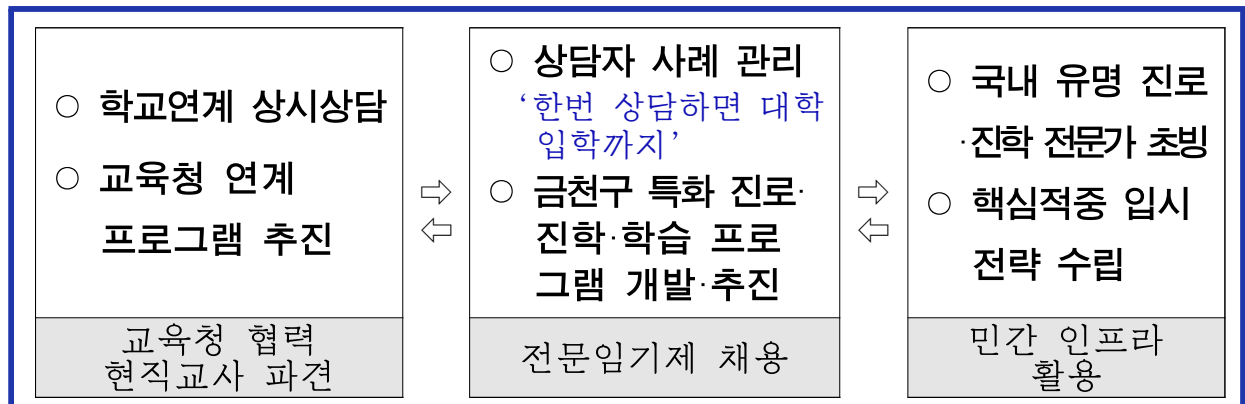 ○ 학교연계 상시상담
○ 교육청 연계
프로그램 추진
교육청 협력
현직교사 파견
⇨
⇦
○ 상담자 사례 관리
‘한번 상담하면 대학
입학까지’
○ 금천구 특화 진로·
진학·학습 프로
그램 개발·추진
전문임기제 채용
⇨
⇦
○ 국내 유명 진로
·진학 전문가 초빙
○ 핵심적중 입시
전략 수립
민간 인프라
활용